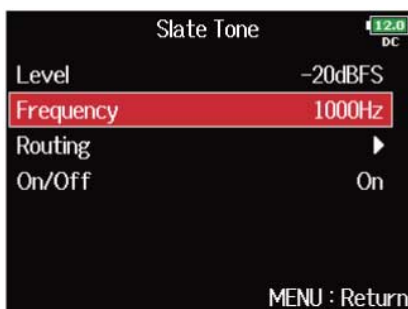 Slate Tone
12.0
DC
Level -20dBFS
Frequency 1000Hz
Routing ▶
On/Off On
MENU : Return